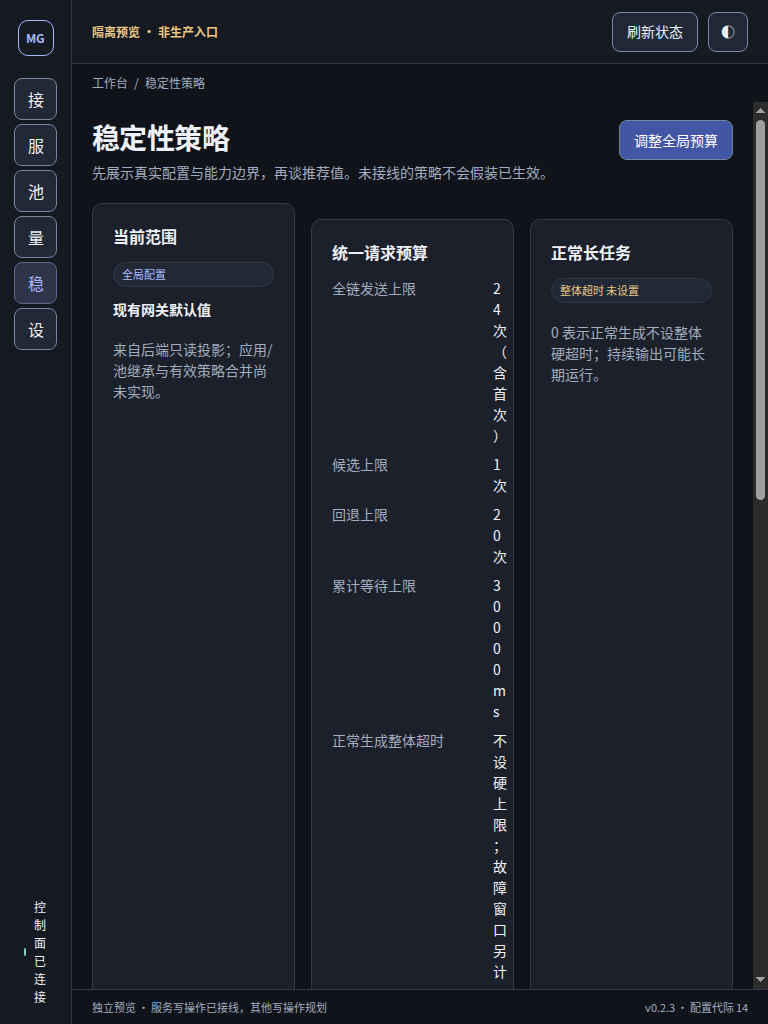 MG
接
服
池
量
稳
设
控
制
面
已
连
接
隔离预览 · 非生产入口
刷新状态
工作台 / 稳定性策略
稳定性策略
调整全局预算
先展示真实配置与能力边界，再谈推荐值。未接线的策略不会假装已生效。
当前范围
全局配置
现有网关默认值
来自后端只读投影；应用/
池继承与有效策略合并尚
未实现。
统一请求预算
全链发送上限
2
4
次
（
含
首
次
）
候选上限
1
次
回退上限
2
0
次
累计等待上限
3
0
0
0
0
m
s
正常生成整体超时
不
设
硬
上
限
；
故
障
窗
口
另
计
正常长任务
整体超时 未设置
0 表示正常生成不设整体
硬超时；持续输出可能长
期运行。
独立预览 · 服务写操作已接线，其他写操作规划
v0.2.3 · 配置代际 14